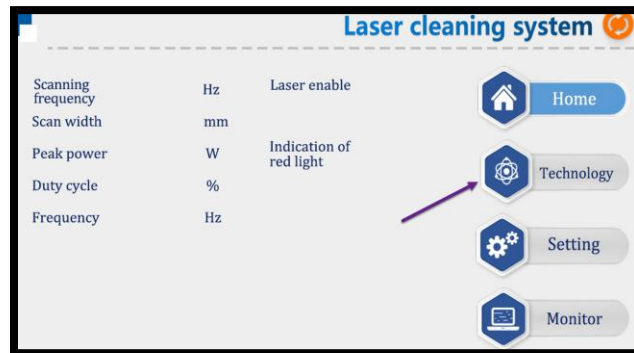 Laser cleaning system
Scanning
frequency
Hz
Laser enable
Scan width
mm
Peak power
W
Indication of
red light
Duty cycle
%
Frequency
Hz
Home
Technology
Setting
Monitor